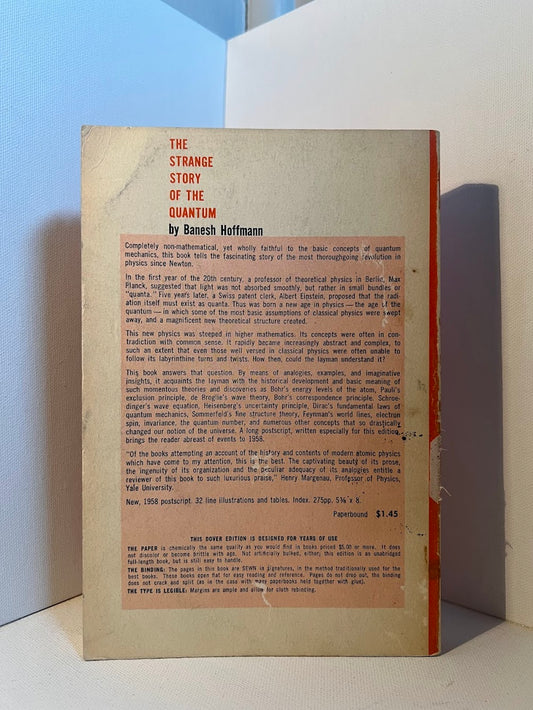 THE
STRANGE
STORY
OF THE
QUANTUM
by Banesh Hoffmann
Completely non-mathematical, yet wholly faithful to the basic concepts of quantum
mechanics, this book tells the fascinating story of the most thoroughgoing revolution in
physics since Newton.
In the first year of the 20th century, a professor of theoretical physics in Berlin, Max
Planck, suggested that light was not absorbed smoothly, but rather in small bundles or
"quanta." Five years later, a Swiss patent clerk, Albert Einstein, proposed that the radi-
ation itself must exist as quanta. Thus was born a new age in physics — the age of the
quantum — in which some of the most basic assumptions of classical physics were swept
away, and a magnificent new theoretical structure created.
This new physics was steeped in higher mathematics. Its concepts were often in con-
tradiction with common sense. It rapidly became increasingly abstract and complex, to
such an extent that even those well versed in classical physics were often unable to
follow its labyrinthine turns and twists. How then, could the layman understand it?
This book answers that question. By means of analogies, examples, and imaginative
insights, it acquaints the layman with the historical development and basic meaning of
such momentous theories and discoveries as Bohr's energy levels of the atom, Pauli's
exclusion principle, de Broglie's wave theory, Bohr's correspondence principle, Schroe-
dinger's wave equation, Heisenberg's uncertainty principle, Dirac's fundamental laws of
quantum mechanics, Sommerfeld's fine structure theory, Feynman's world lines, electron
spin, invariance, the quantum number, and numerous other concepts that so drastically
changed our notion of the universe. A long postscript, written especially for this edition,
brings the reader abreast of events to 1958.
"Of the books attempting an account of the history and contents of modern atomic physics
which have come to my attention, this is the best. The captivating beauty of its prose,
the ingenuity of its organization and the peculiar adequacy of its analogies entitle a
reviewer of this book to such luxurious praise," Henry Margenau, Professor of Physics,
Yale University.
New, 1958 postscript. 32 line illustrations and tables. Index. 275pp. 5⅜ x 8.
Paperbound $1.45
THIS DOVER EDITION IS DESIGNED FOR YEARS OF USE
THE PAPER is chemically the same quality as you would find in books priced $5.00 or more. It does
not discolor or become brittle with age. Not artificially bulked, either; this edition is an unabridged
full-length book, but is still easy to handle.
THE BINDING: The pages in this book are SEWN in signatures, in the method traditionally used for the
best books. These books open flat for easy reading and reference. Pages do not drop out, the binding
does not crack and split (as is the case with many paperbooks held together with glue).
THE TYPE IS LEGIBLE: Margins are ample and allow for cloth rebinding.